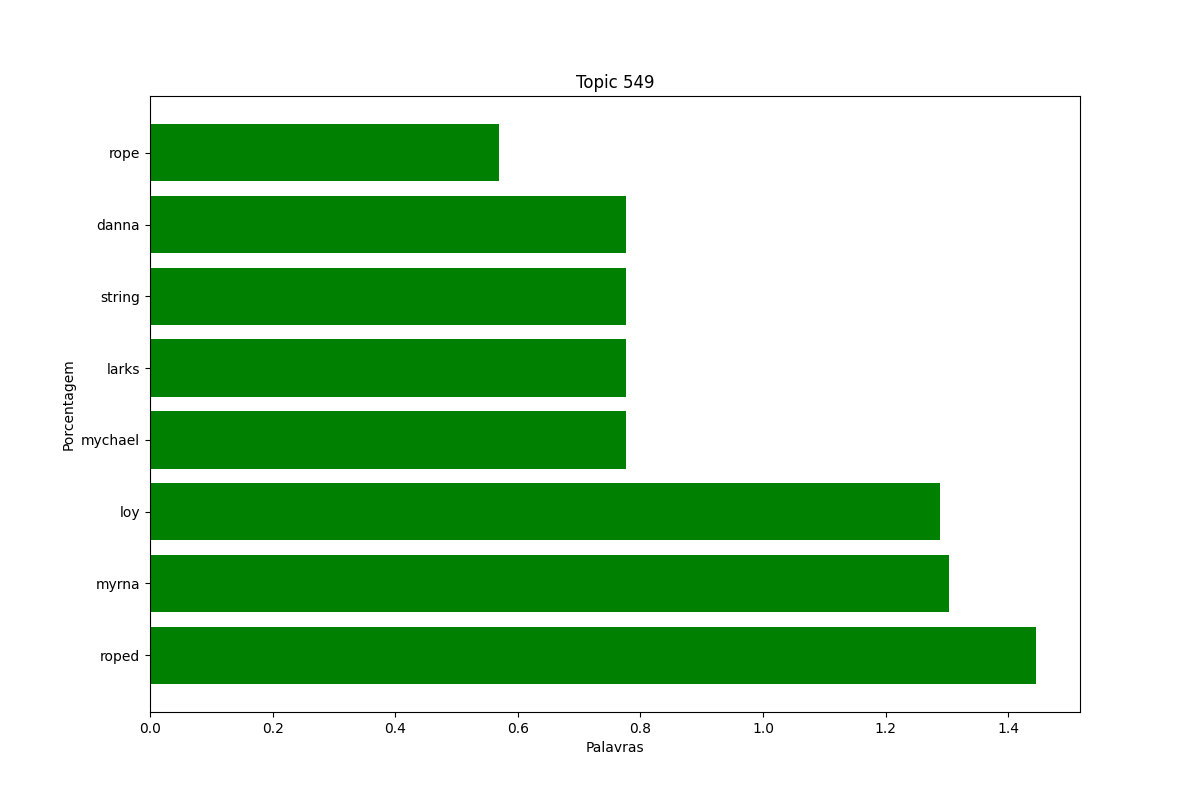 Topic 549
rope
danna
string
larks
mychael
loy
myrna
roped
Porcentagem
0.0 0.2 0.4 0.6 0.8 1.0 1.2 1.4
Palavras